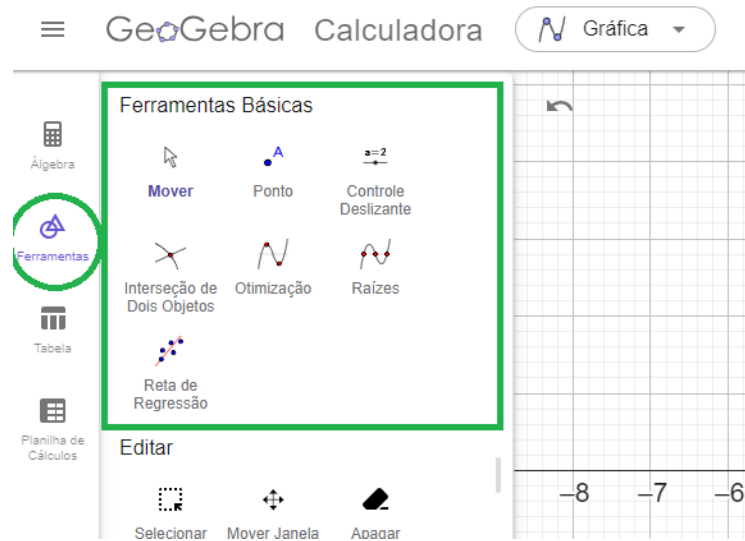 GeoGebra Calculadora
Gráfica
Álgebra
Ferramentas
Tabela
Planilha de
Cálculos
Ferramentas Básicas
A
a=2
Mover
Ponto
Controle
Deslizante
Interseção de
Dois Objetos
Otimização
Raízes
Reta de
Regressão
Editar
Selecionar
Mover Janela
Apagar
–8 –7 –6